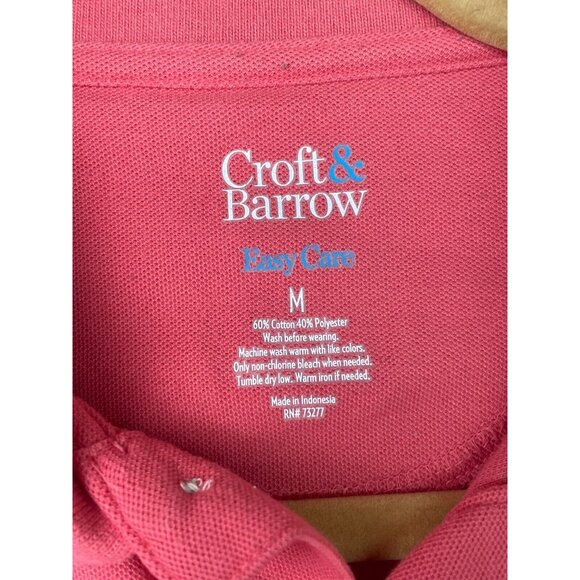 Croft&
Barrow
Easy Care
M
60% Cotton 40% Polyester
Wash before wearing.
Machine wash warm with like colors.
Only non-chlorine bleach when needed.
Tumble dry low. Warm iron if needed.
Made in Indonesia
RN# 73277